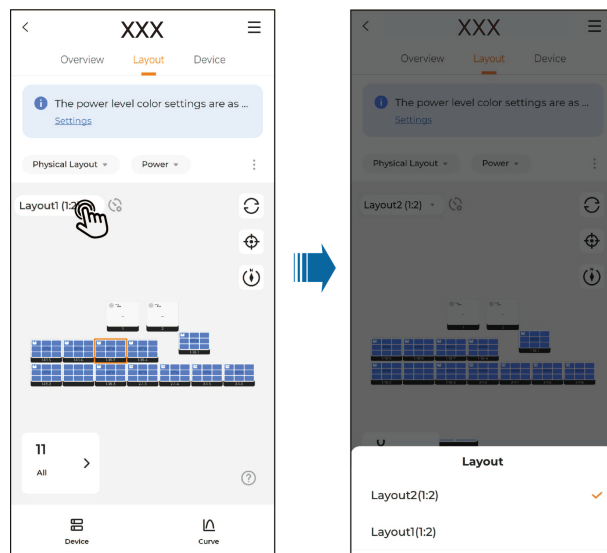 XXX
Overview Layout Device
The power level color settings are as ...
Settings
Physical Layout Power
Layout1 (1:2)
11
All
Device Curve
XXX
Overview Layout Device
The power level color settings are as ...
Settings
Physical Layout Power
Layout2 (1:2)
Layout
Layout2(1:2)
Layout1(1:2)